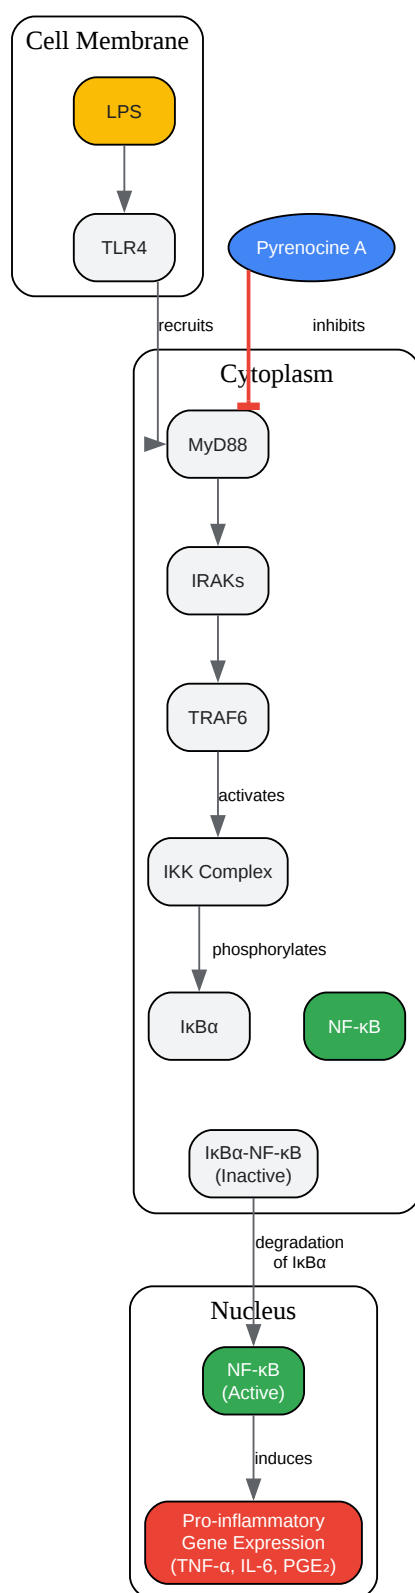 Cell Membrane
LPS
TLR4
Pyrenocine A
recruits
inhibits
Cytoplasm
MyD88
IRAKs
TRAF6
activates
IKK Complex
phosphorylates
IκBα
NF-κB
IκBα-NF-κB
(Inactive)
degradation
of IκBα
Nucleus
NF-κB
(Active)
induces
Pro-inflammatory
Gene Expression
(TNF-α, IL-6, PGE₂)